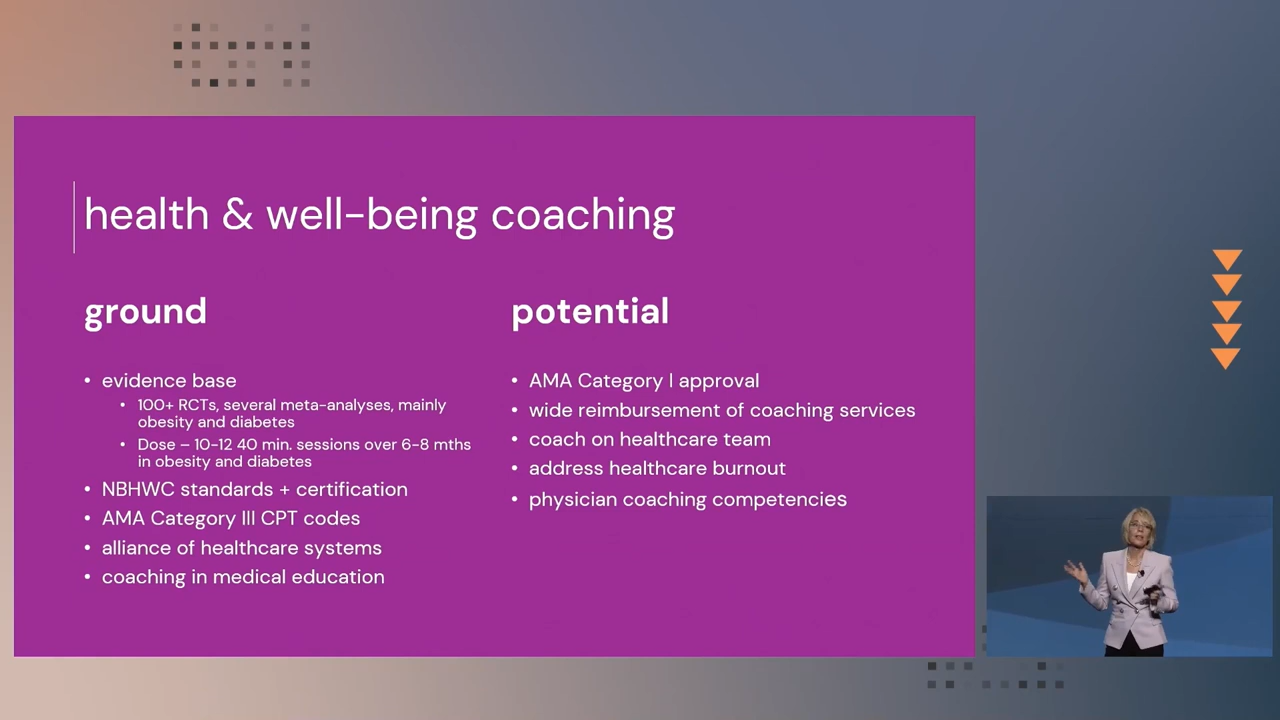 health & well-being coaching
ground
• evidence base
• 100+ RCTs, several meta-analyses, mainly
obesity and diabetes
• Dose – 10-12 40 min. sessions over 6-8 mths
in obesity and diabetes
• NBHWC standards + certification
• AMA Category III CPT codes
• alliance of healthcare systems
• coaching in medical education
potential
• AMA Category I approval
• wide reimbursement of coaching services
• coach on healthcare team
• address healthcare burnout
• physician coaching competencies